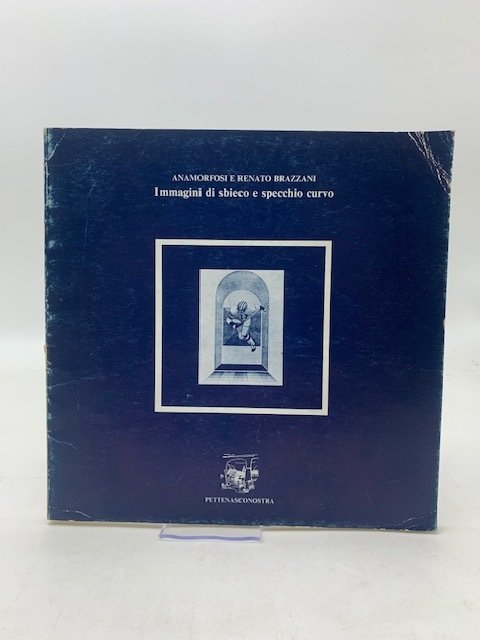 ANAMORFOSI E RENATO BRAZZANI
Immagini di sbieco e specchio curvo
PETTENASCONOSTRA